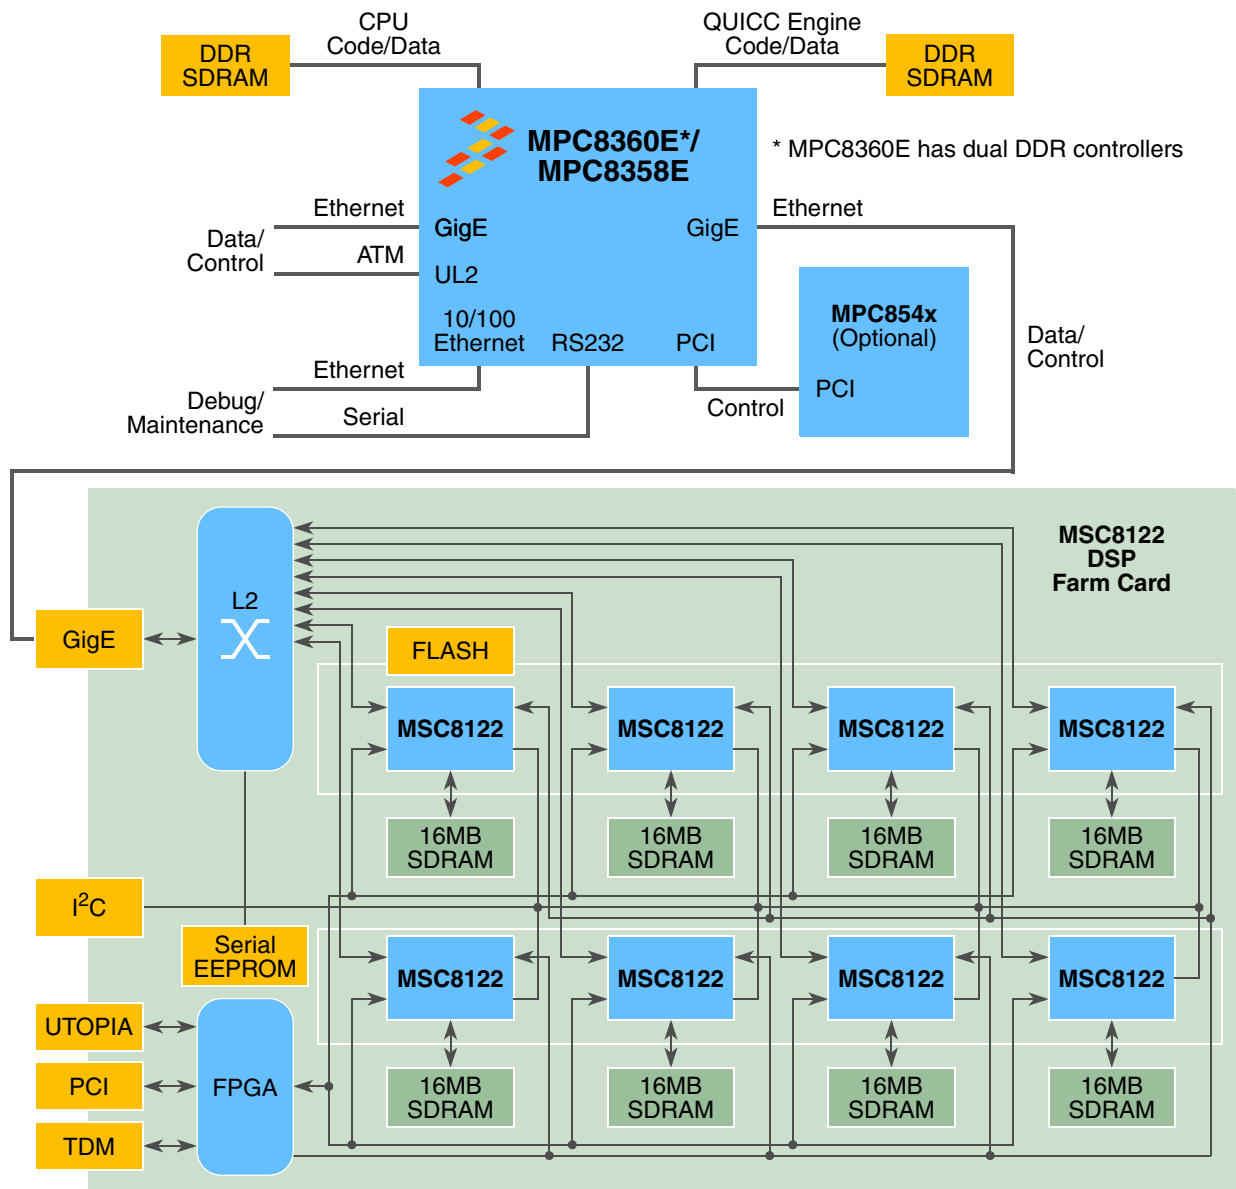 CPU
Code/Data
QUICC Engine
Code/Data
DDR
SDRAM
DDR
SDRAM
MPC8360E*/
MPC8358E
* MPC8360E has dual DDR controllers
Ethernet
GigE
GigE
Ethernet
Data/
Control
ATM
UL2
10/100
Ethernet
RS232
PCI
MPC854x
(Optional)
PCI
Data/
Control
Ethernet
Debug/
Maintenance
Serial
Control
MSC8122
DSP
Farm Card
L2
GigE
FLASH
MSC8122
MSC8122
MSC8122
MSC8122
16MB
SDRAM
16MB
SDRAM
16MB
SDRAM
16MB
SDRAM
I²C
Serial
EEPROM
MSC8122
MSC8122
MSC8122
MSC8122
UTOPIA
PCI
FPGA
TDM
16MB
SDRAM
16MB
SDRAM
16MB
SDRAM
16MB
SDRAM